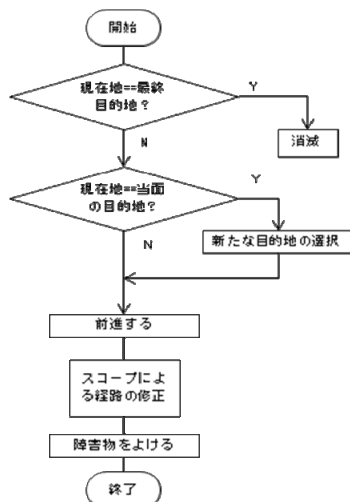 開始
現在地==最終
目的地？
Y
N
消滅
現在地==当面
の目的地？
Y
N
新たな目的地の選択
前進する
スコープによ
る経路の修正
障害物をよける
終了